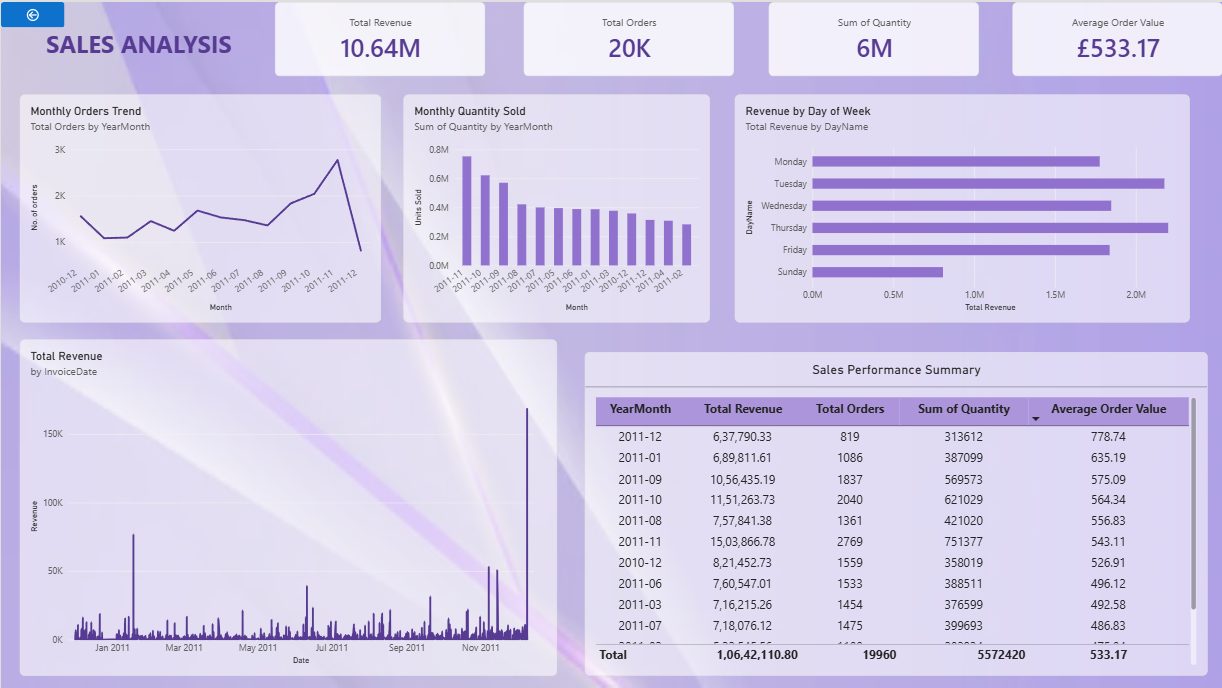 SALES ANALYSIS
Total Revenue
10.64M
Total Orders
20K
Sum of Quantity
6M
Average Order Value
£533.17
Monthly Orders Trend
Total Orders by YearMonth
No. of orders
3K
2K
1K
2010-12
2011-01
2011-02
2011-03
2011-04
2011-05
2011-06
2011-07
2011-08
2011-09
2011-10
2011-11
2011-12
Month
Monthly Quantity Sold
Sum of Quantity by YearMonth
Units Sold
0.8M
0.6M
0.4M
0.2M
0.0M
2011-11
2011-10
2011-09
2011-08
2011-07
2011-05
2011-06
2011-01
2011-03
2010-12
2011-12
2011-04
2011-02
Month
Revenue by Day of Week
Total Revenue by DayName
DayName
Monday
Tuesday
Wednesday
Thursday
Friday
Sunday
0.0M 0.5M 1.0M 1.5M 2.0M
Total Revenue
Total Revenue
by InvoiceDate
Revenue
150K
100K
50K
0K
Jan 2011 Mar 2011 May 2011 Jul 2011 Sep 2011 Nov 2011
Date
Sales Performance Summary
YearMonth Total Revenue Total Orders Sum of Quantity Average Order Value
2011-12 6,37,790.33 819 313612 778.74
2011-01 6,89,811.61 1086 387099 635.19
2011-09 10,56,435.19 1837 569573 575.09
2011-10 11,51,263.73 2040 621029 564.34
2011-08 7,57,841.38 1361 421020 556.83
2011-11 15,03,866.78 2769 751377 543.11
2010-12 8,21,452.73 1559 358019 526.91
2011-06 7,60,547.01 1533 388511 496.12
2011-03 7,16,215.26 1454 376599 492.58
2011-07 7,18,076.12 1475 399693 486.83
Total 1,06,42,110.80 19960 5572420 533.17